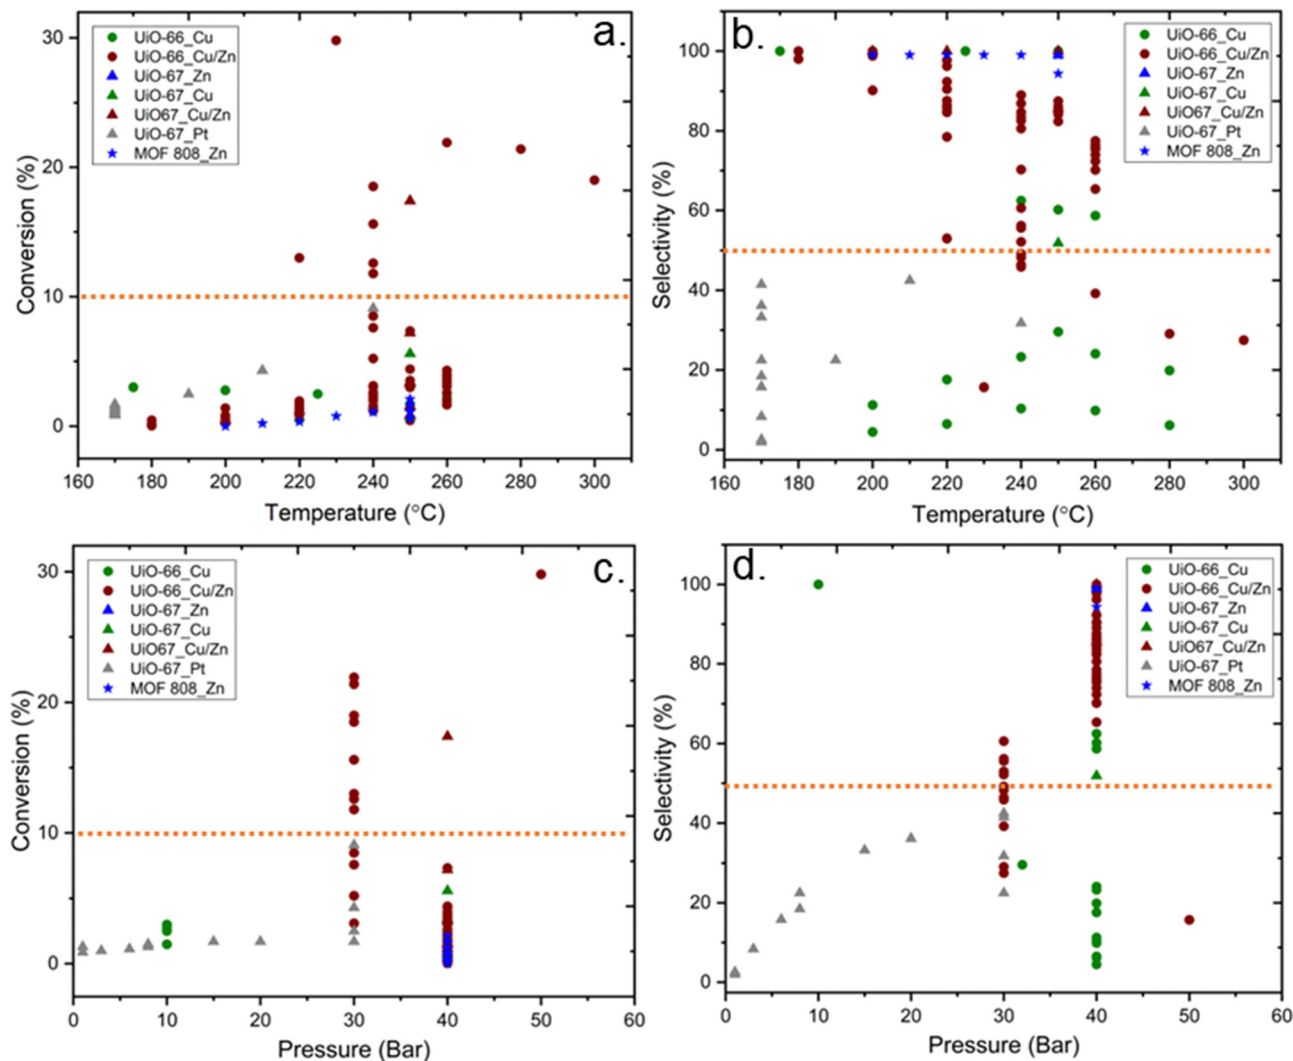 a.
30
20
10
0
Conversion (%)
UiO-66_Cu
UiO-66_Cu/Zn
UiO-67_Zn
UiO-67_Cu
UiO67_Cu/Zn
UiO-67_Pt
MOF 808_Zn
160 180 200 220 240 260 280 300
Temperature (°C)
b.
100
80
60
40
20
0
Selectivity (%)
UiO-66_Cu
UiO-66_Cu/Zn
UiO-67_Zn
UiO-67_Cu
UiO67_Cu/Zn
UiO-67_Pt
MOF 808_Zn
160 180 200 220 240 260 280 300
Temperature (°C)
c.
30
20
10
0
Conversion (%)
UiO-66_Cu
UiO-66_Cu/Zn
UiO-67_Zn
UiO-67_Cu
UiO67_Cu/Zn
UiO-67_Pt
MOF 808_Zn
0 10 20 30 40 50 60
Pressure (Bar)
d.
100
80
60
40
20
0
Selectivity (%)
UiO-66_Cu
UiO-66_Cu/Zn
UiO-67_Zn
UiO-67_Cu
UiO67_Cu/Zn
UiO-67_Pt
MOF 808_Zn
0 10 20 30 40 50 60
Pressure (Bar)